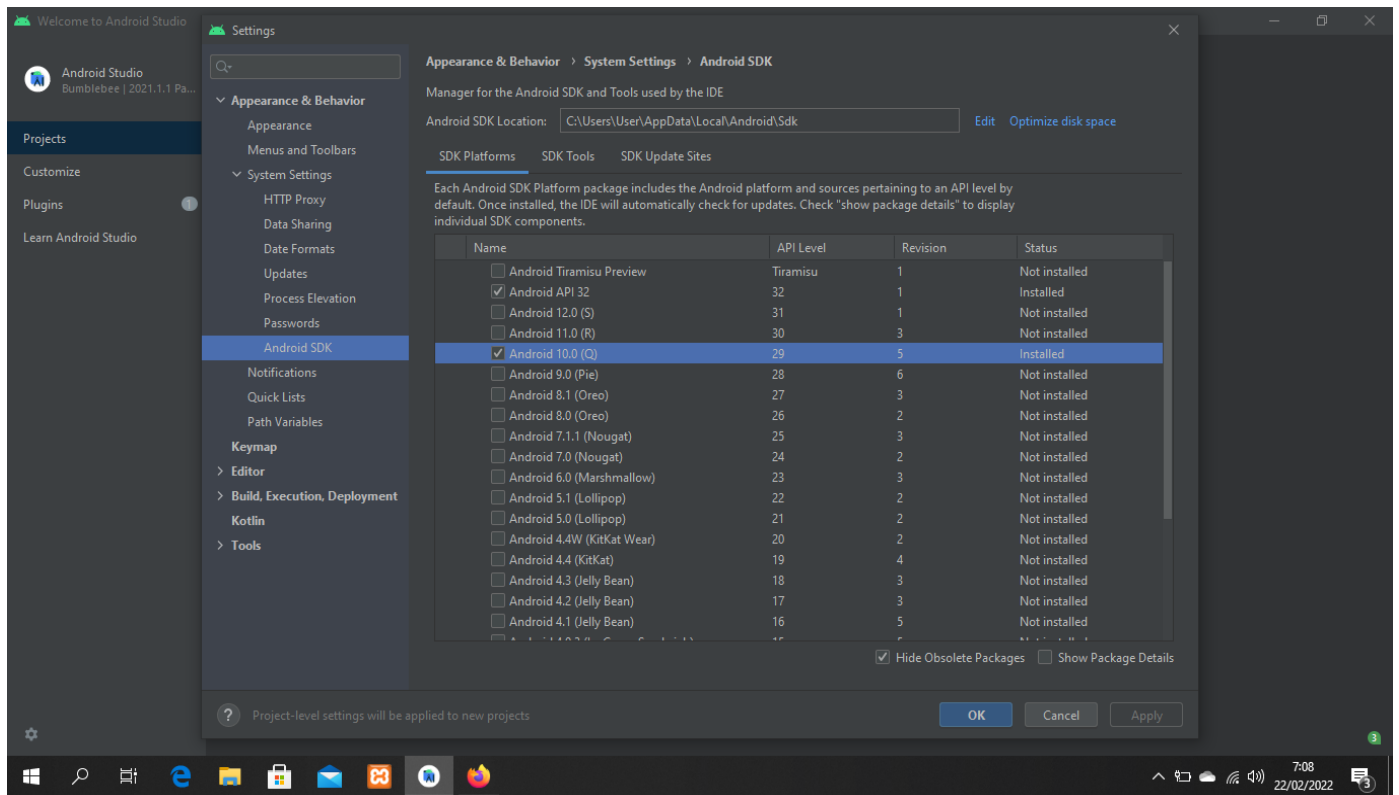 Welcome to Android Studio
Settings
Android Studio
Bumblebee | 2021.1.1 Pa...
Projects
Customize
Plugins
1
Learn Android Studio
Appearance & Behavior
Appearance
Menus and Toolbars
System Settings
HTTP Proxy
Data Sharing
Date Formats
Updates
Process Elevation
Passwords
Android SDK
Notifications
Quick Lists
Path Variables
Keymap
Editor
Build, Execution, Deployment
Kotlin
Tools
Appearance & Behavior > System Settings > Android SDK
Manager for the Android SDK and Tools used by the IDE
Android SDK Location: C:\Users\User\AppData\Local\Android\Sdk Edit Optimize disk space
SDK Platforms SDK Tools SDK Update Sites
Each Android SDK Platform package includes the Android platform and sources pertaining to an API level by
default. Once installed, the IDE will automatically check for updates. Check "show package details" to display
individual SDK components.
Name API Level Revision Status
Android Tiramisu Preview Tiramisu 1 Not installed
Android API 32 32 1 Installed
Android 12.0 (S) 31 1 Not installed
Android 11.0 (R) 30 3 Not installed
Android 10.0 (Q) 29 5 Installed
Android 9.0 (Pie) 28 6 Not installed
Android 8.1 (Oreo) 27 3 Not installed
Android 8.0 (Oreo) 26 2 Not installed
Android 7.1.1 (Nougat) 25 3 Not installed
Android 7.0 (Nougat) 24 2 Not installed
Android 6.0 (Marshmallow) 23 3 Not installed
Android 5.1 (Lollipop) 22 2 Not installed
Android 5.0 (Lollipop) 21 2 Not installed
Android 4.4W (KitKat Wear) 20 2 Not installed
Android 4.4 (KitKat) 19 4 Not installed
Android 4.3 (Jelly Bean) 18 3 Not installed
Android 4.2 (Jelly Bean) 17 3 Not installed
Android 4.1 (Jelly Bean) 16 5 Not installed
Hide Obsolete Packages Show Package Details
? Project-level settings will be applied to new projects
OK Cancel Apply
3
7:08
22/02/2022
3